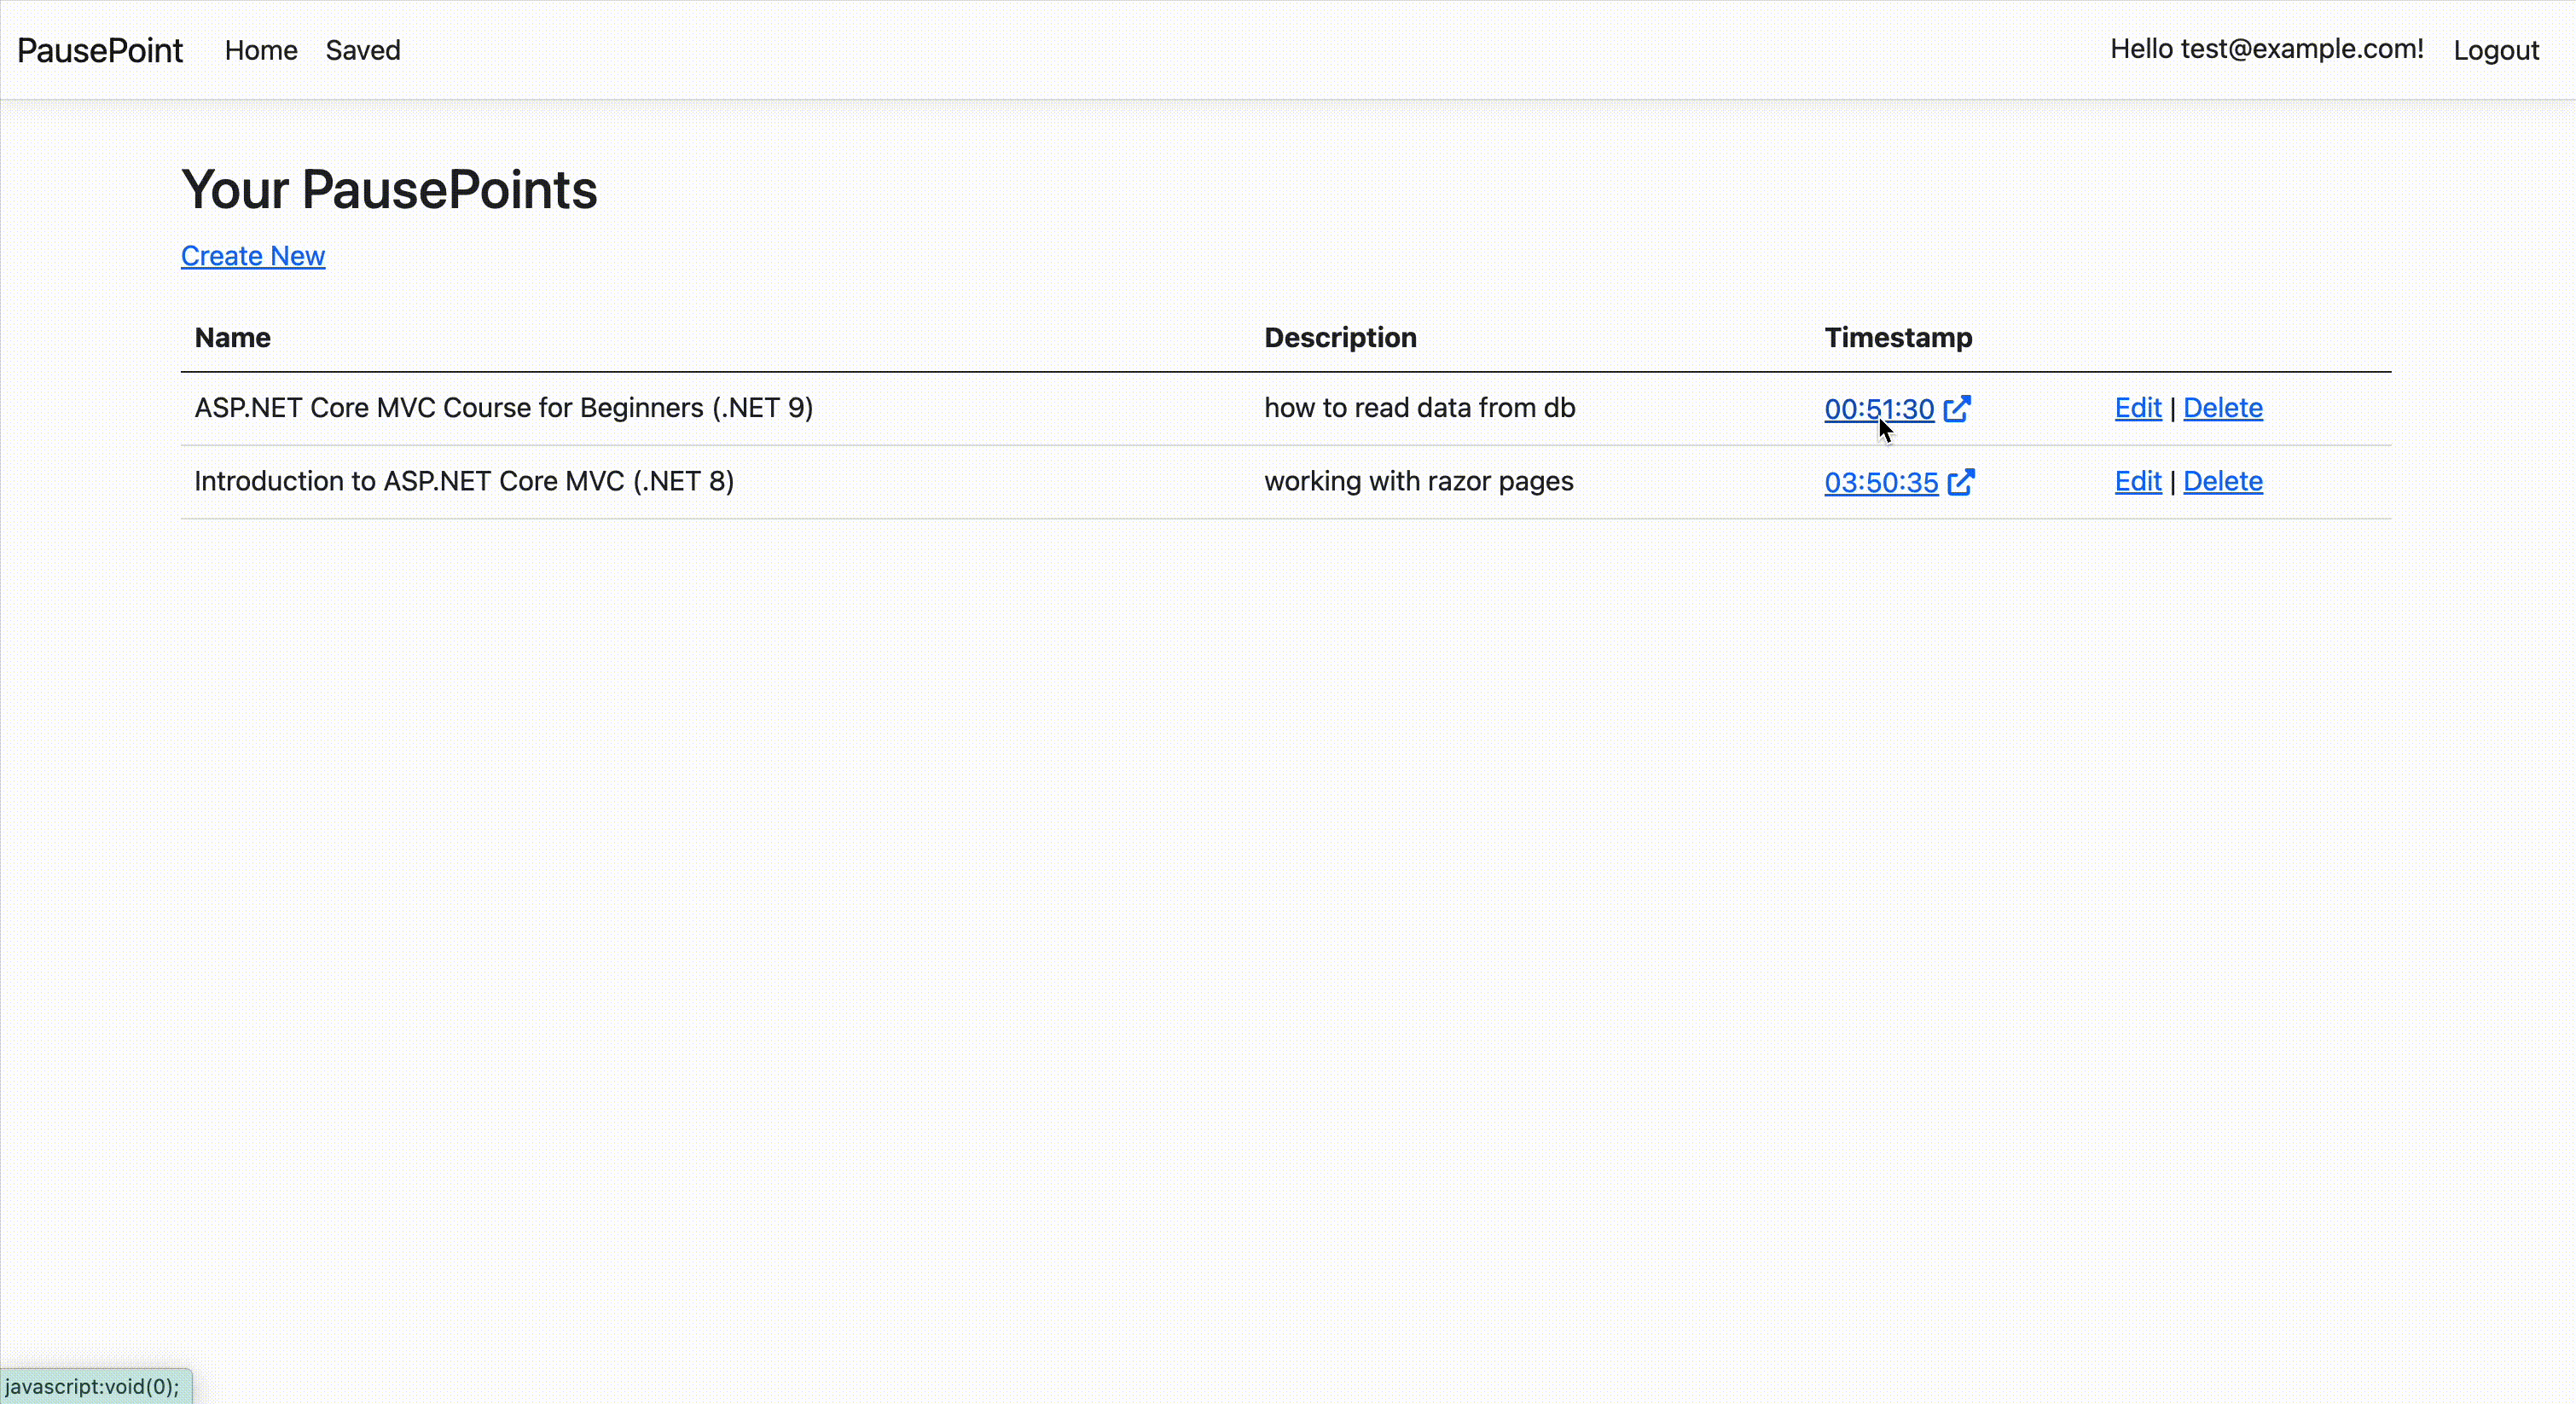 PausePoint Home Saved Hello test@example.com! Logout
Your PausePoints
Create New
Name Description Timestamp
ASP.NET Core MVC Course for Beginners (.NET 9) how to read data from db 00:51:30 Edit | Delete
Introduction to ASP.NET Core MVC (.NET 8) working with razor pages 03:50:35 Edit | Delete
javascript:void(0);